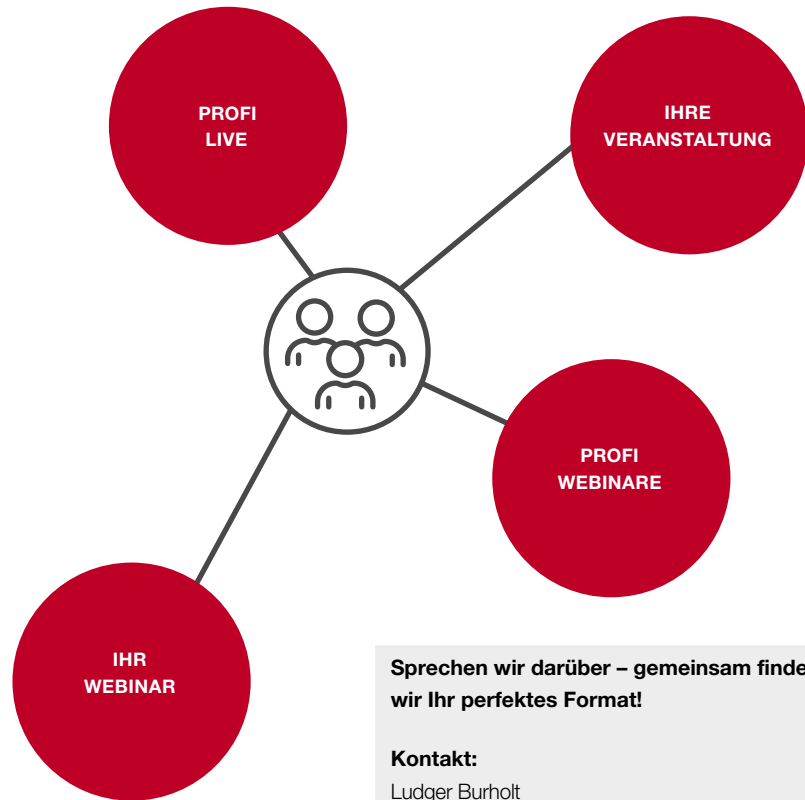 PROFI
LIVE
IHRE
VERANSTALTUNG
PROFI
WEBINARE
IHR
WEBINAR
Sprechen wir darüber – gemeinsam finde
wir Ihr perfektes Format!
Kontakt:
Ludger Burholt